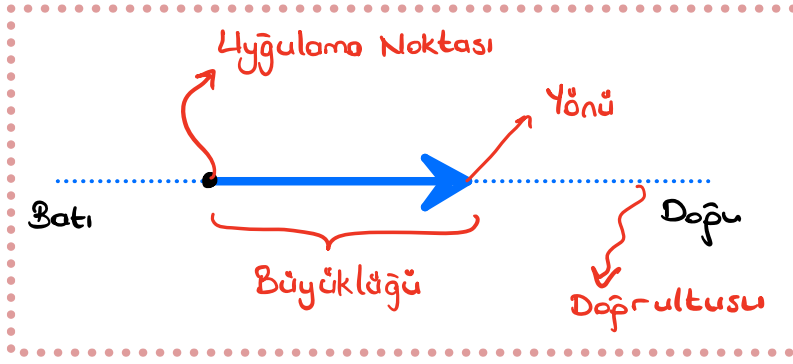 Uygulama Noktası
Yönü
Batı
Doğu
Büyüklüğü
Doğrultusu